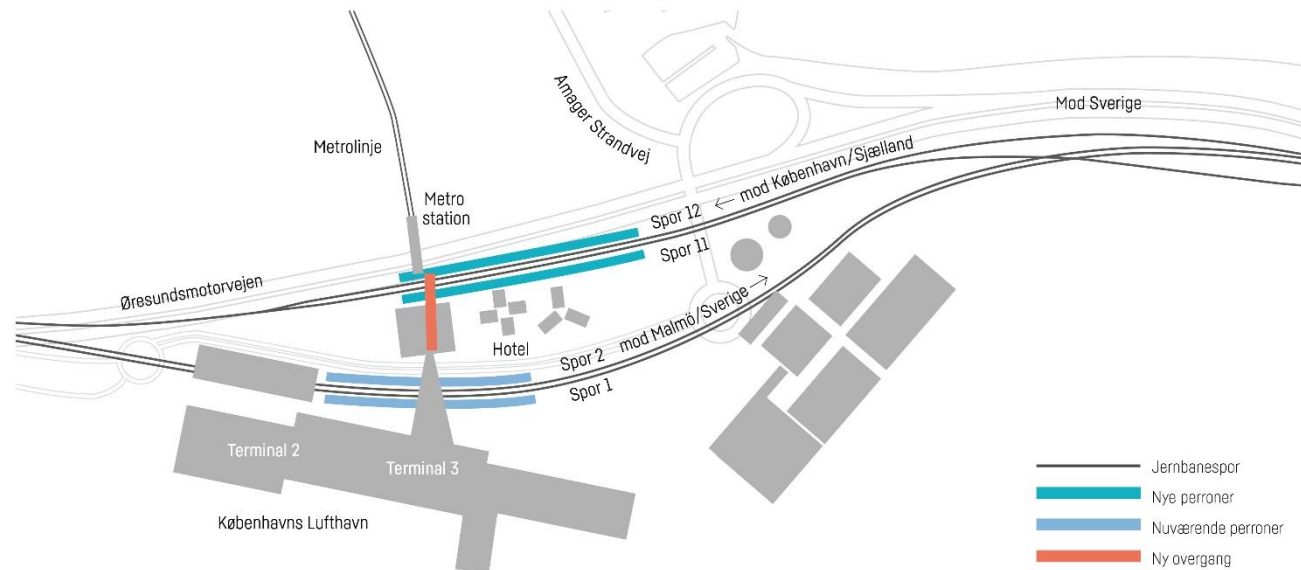 Amager Strandvej
Mod Sverige
Metrolinje
← mod København/Sjælland
Metro
station
Spor 12
Spor 11
Øresundsmotorvejen
mod Malmö/Sverige →
Hotel
Spor 2
Spor 1
Terminal 2
Terminal 3
Københavns Lufthavn
Jernbanespor
Nye perroner
Nuværende perroner
Ny overgang